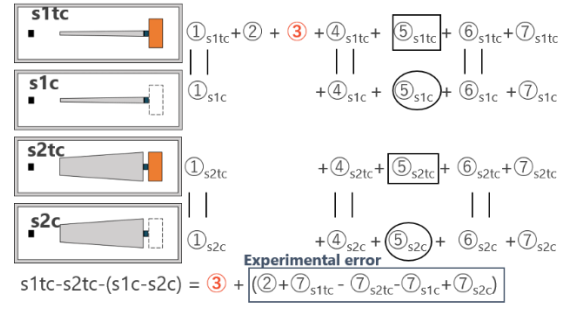 s1tc ①s1tc+② + ③ +④s1tc+ ⑤s1tc+ ⑥s1tc+⑦s1tc
s1c ①s1c +④s1c + ⑤s1c+ ⑥s1c +⑦s1c
s2tc ①s2tc +④s2tc+ ⑤s2tc+ ⑥s2tc+⑦s2tc
s2c ①s2c +④s2c +⑤s2c+ ⑥s2c +⑦s2c
Experimental error
s1tc-s2tc-(s1c-s2c) = ③ + (②+⑦s1tc - ⑦s2tc-⑦s1c+⑦s2c)